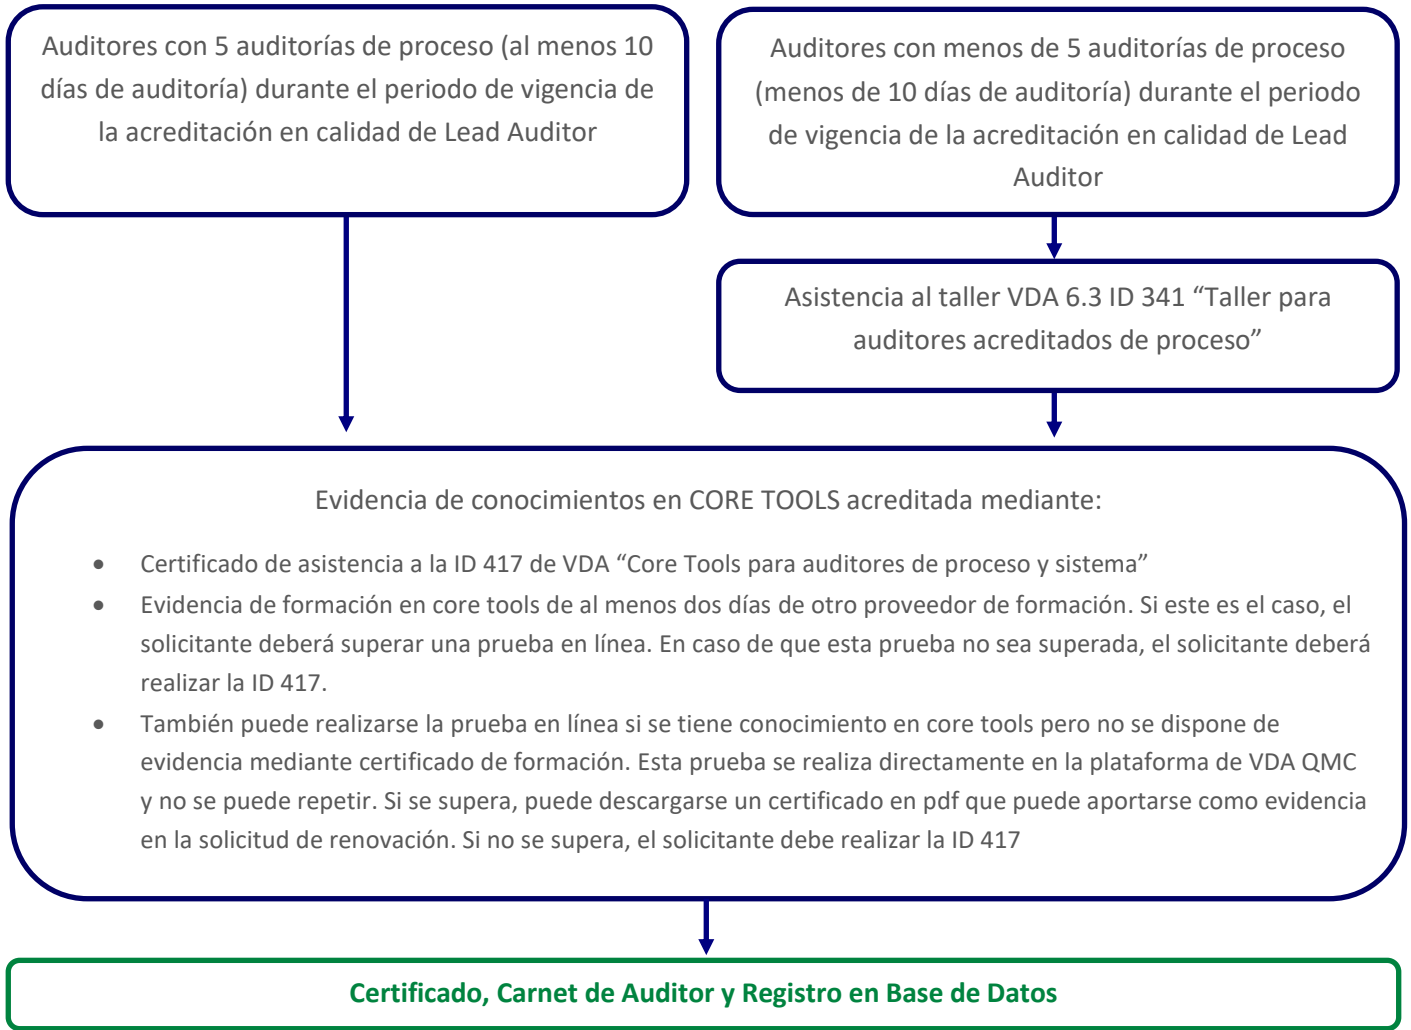 Auditores con 5 auditorías de proceso (al menos 10
días de auditoría) durante el periodo de vigencia de
la acreditación en calidad de Lead Auditor
Auditores con menos de 5 auditorías de proceso
(menos de 10 días de auditoría) durante el periodo
de vigencia de la acreditación en calidad de Lead
Auditor
Asistencia al taller VDA 6.3 ID 341 “Taller para
auditores acreditados de proceso”
Evidencia de conocimientos en CORE TOOLS acreditada mediante:
• Certificado de asistencia a la ID 417 de VDA “Core Tools para auditores de proceso y sistema”
• Evidencia de formación en core tools de al menos dos días de otro proveedor de formación. Si este es el caso, el
solicitante deberá superar una prueba en línea. En caso de que esta prueba no sea superada, el solicitante deberá
realizar la ID 417.
• También puede realizarse la prueba en línea si se tiene conocimiento en core tools pero no se dispone de
evidencia mediante certificado de formación. Esta prueba se realiza directamente en la plataforma de VDA QMC
y no se puede repetir. Si se supera, puede descargarse un certificado en pdf que puede aportarse como evidencia
en la solicitud de renovación. Si no se supera, el solicitante debe realizar la ID 417
Certificado, Carnet de Auditor y Registro en Base de Datos